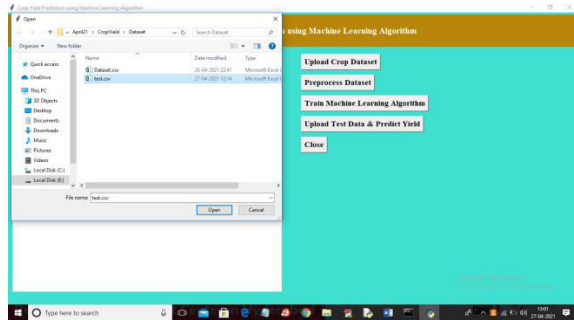 Crop Yield Prediction using Machine Learning Algorithm
Open
April21 > CropYield > Dataset
Search Dataset
Organize
New folder
Name
Date modified
Type
Quick access
OneDrive
This PC
3D Objects
Desktop
Documents
Downloads
Music
Pictures
Videos
Local Disk (C:)
Local Disk (E:)
Dataset.csv
26-04-2021 22:41
Microsoft Excel
test.csv
27-04-2021 12:14
Microsoft Excel
File name:
test.csv
Open
Cancel
using Machine Learning Algorithm
Upload Crop Dataset
Preprocess Dataset
Train Machine Learning Algorithm
Upload Test Data & Predict Yield
Close
Type here to search
13:01
27-04-2021